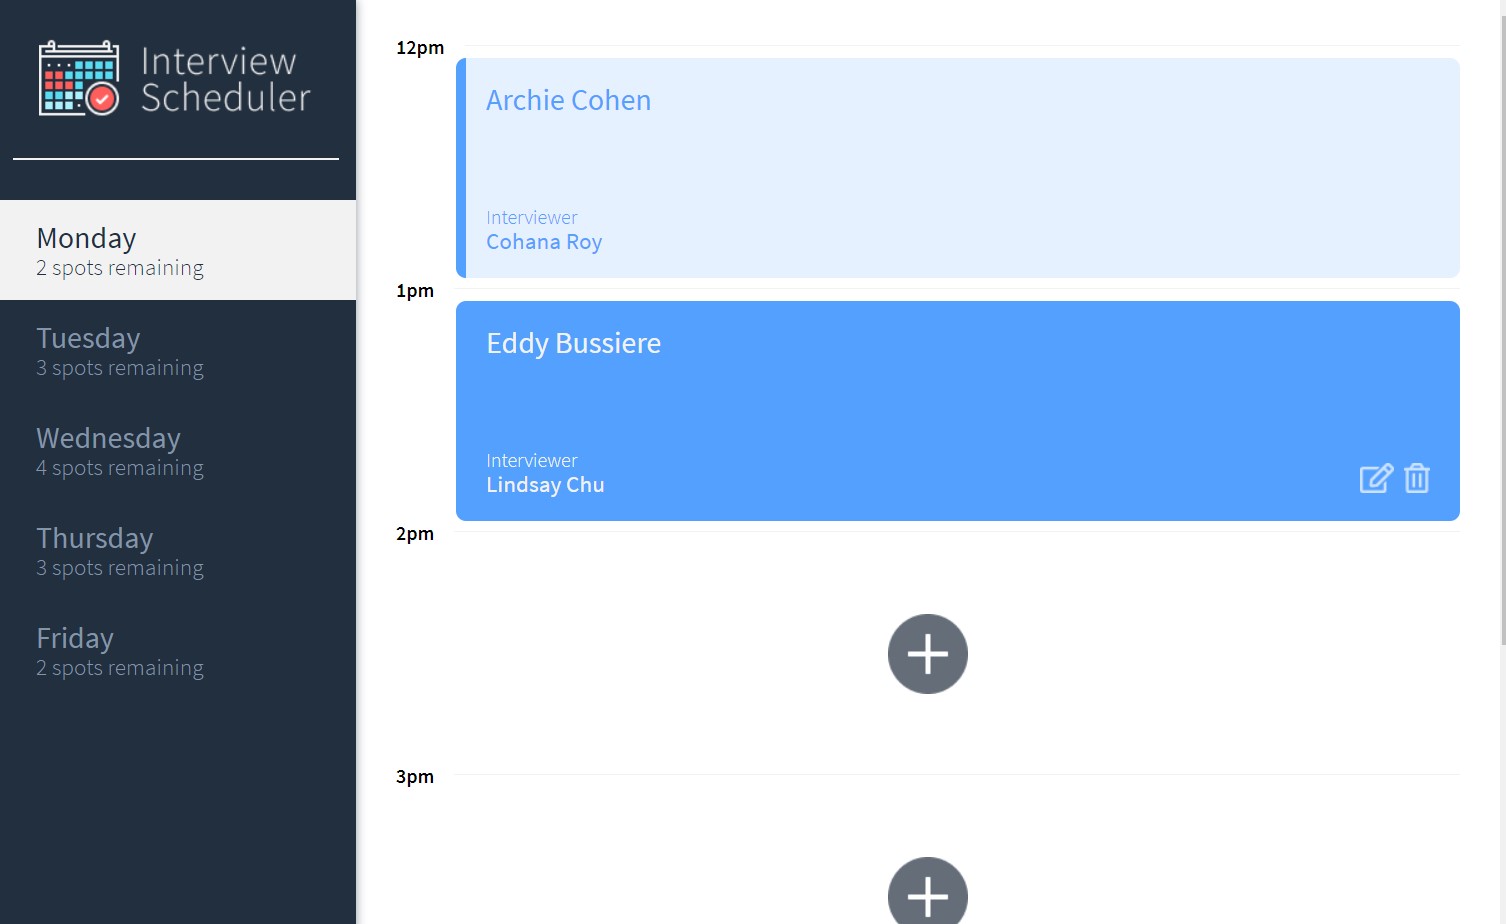 Interview
Scheduler
Monday
2 spots remaining
Tuesday
3 spots remaining
Wednesday
4 spots remaining
Thursday
3 spots remaining
Friday
2 spots remaining
12pm
Archie Cohen
Interviewer
Cohana Roy
1pm
Eddy Bussiere
Interviewer
Lindsay Chu
2pm
3pm